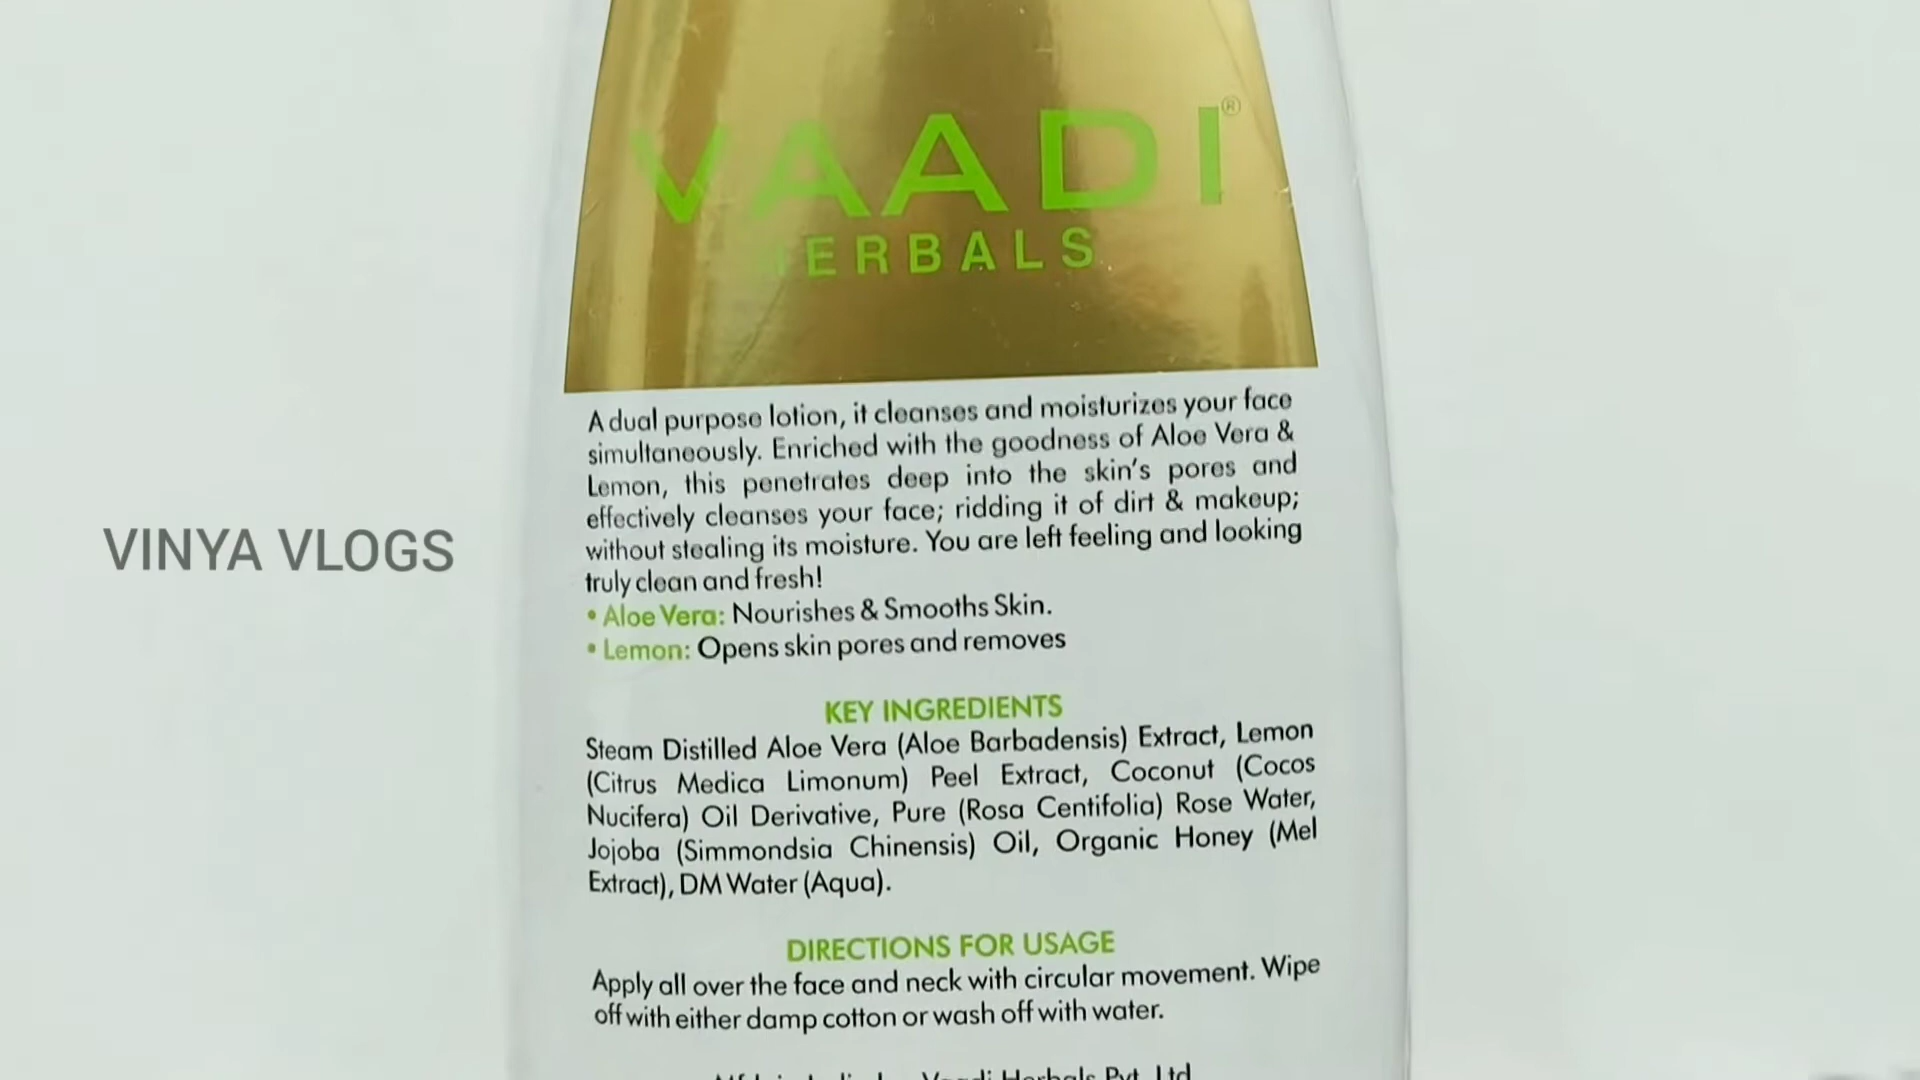 VAADI®
HERBALS
A dual purpose lotion, it cleanses and moisturizes your face
simultaneously. Enriched with the goodness of Aloe Vera &
Lemon, this penetrates deep into the skin's pores and
effectively cleanses your face; ridding it of dirt & makeup;
without stealing its moisture. You are left feeling and looking
truly clean and fresh!
• Aloe Vera: Nourishes & Smooths Skin.
• Lemon: Opens skin pores and removes
VINYA VLOGS
KEY INGREDIENTS
Steam Distilled Aloe Vera (Aloe Barbadensis) Extract, Lemon
(Citrus Medica Limonum) Peel Extract, Coconut (Cocos
Nucifera) Oil Derivative, Pure (Rosa Centifolia) Rose Water,
Jojoba (Simmondsia Chinensis) Oil, Organic Honey (Mel
Extract), DM Water (Aqua).
DIRECTIONS FOR USAGE
Apply all over the face and neck with circular movement. Wipe
off with either damp cotton or wash off with water.
Vaadi Herbals Pvt. Ltd